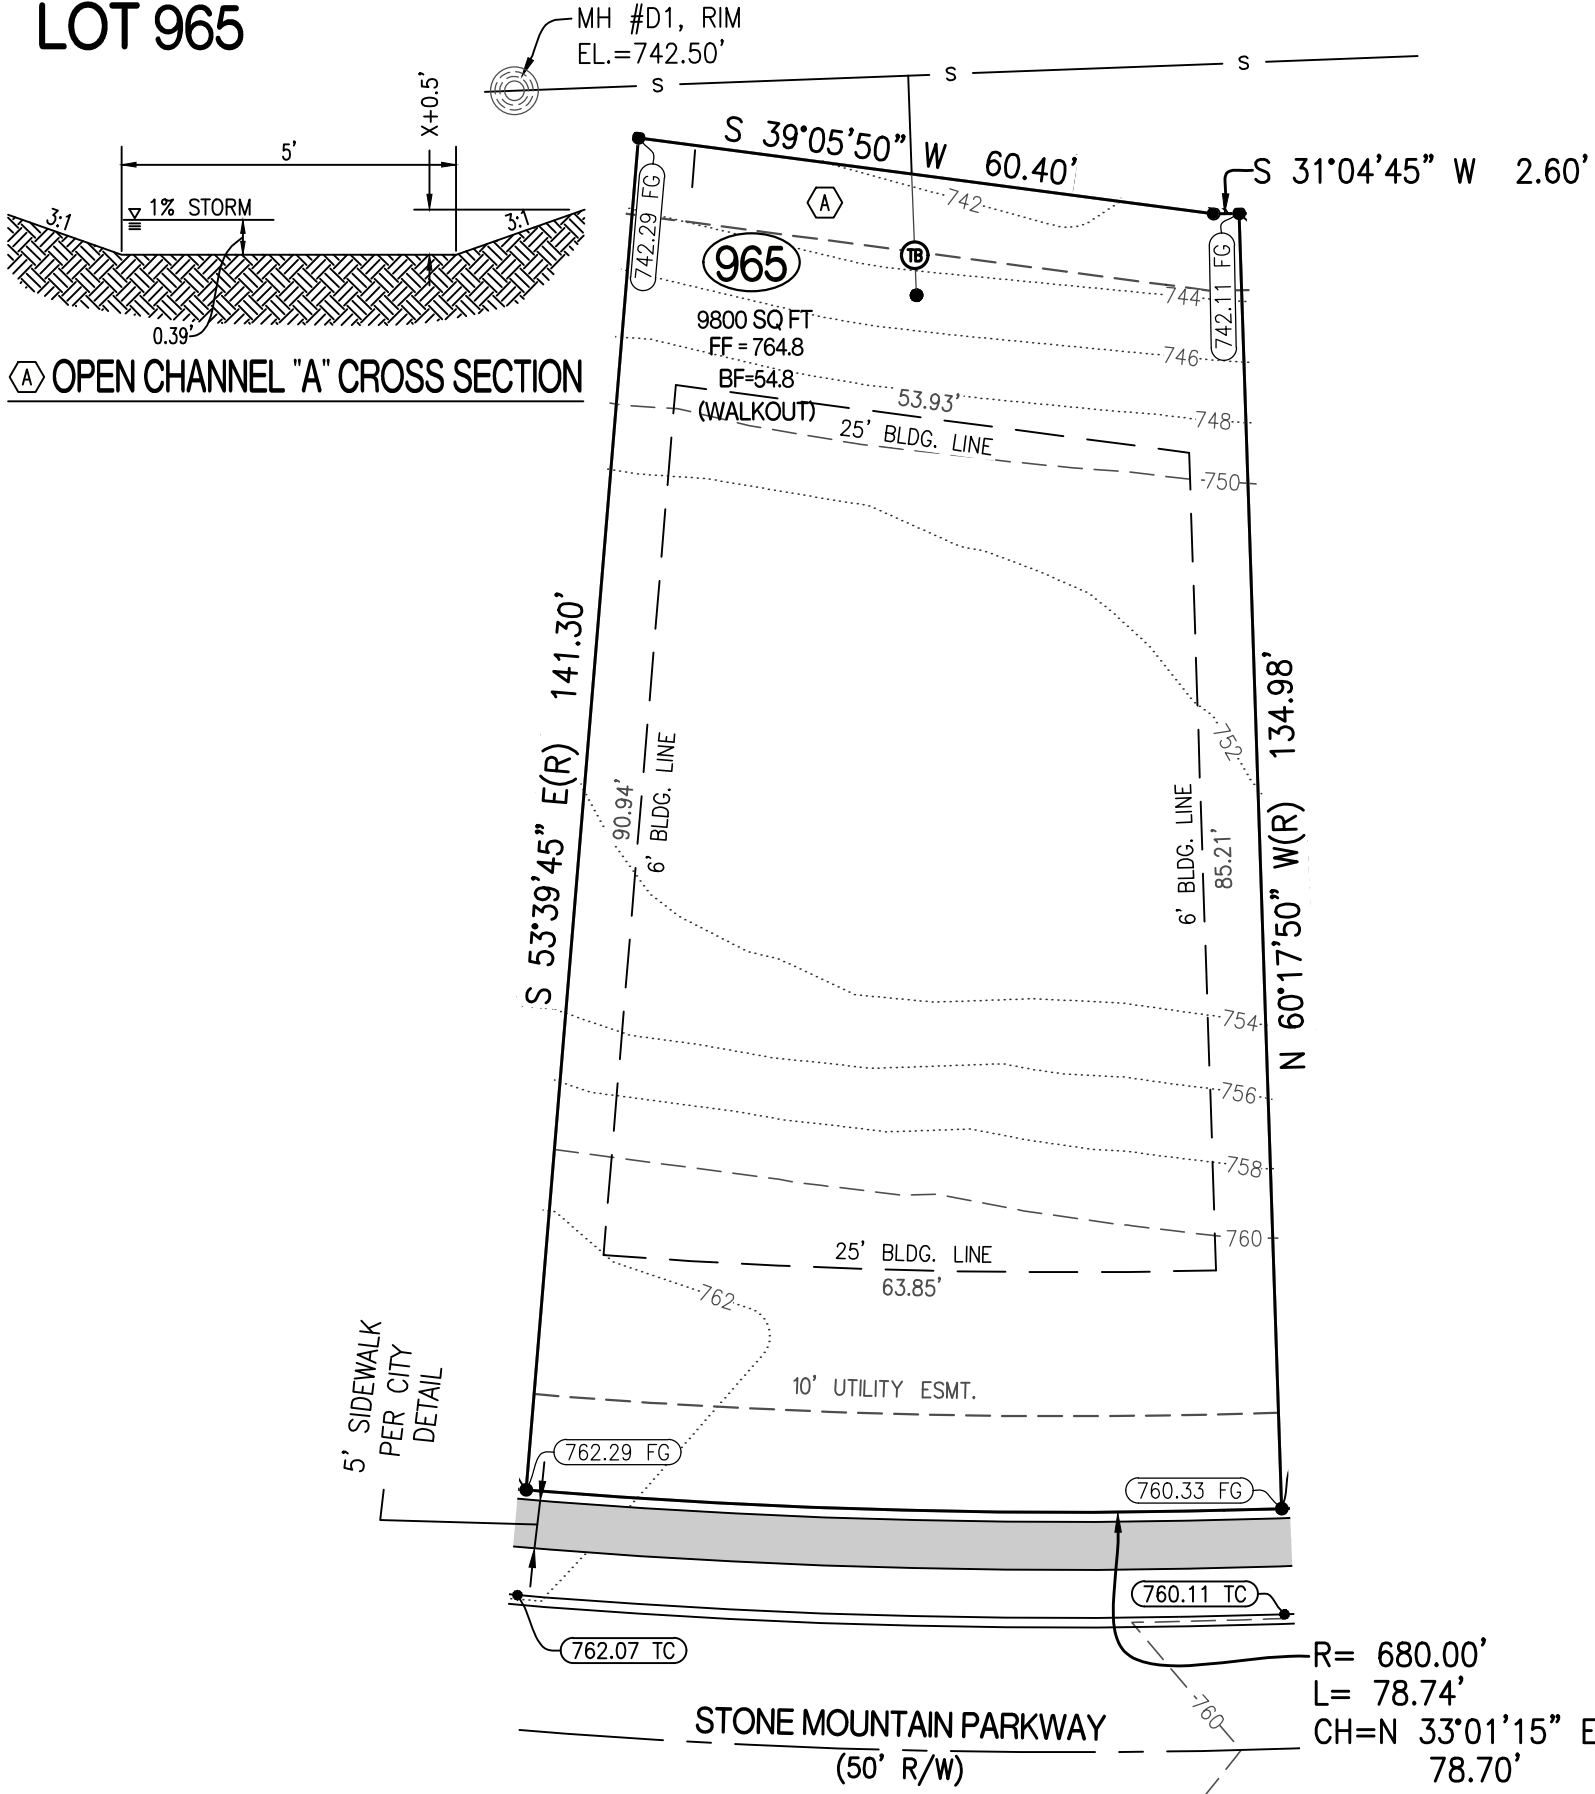 LOT 965
MH #D1, RIM
EL.=742.50'
S
S
S
X+0.5'
5'
1% STORM
3:1
3:1
0.39'
A OPEN CHANNEL "A" CROSS SECTION
S 39°05'50" W 60.40'
S 31°04'45" W 2.60'
742.29 FG
A
742
TB
965
744
742.11 FG
9800 SQ FT
FF = 764.8
BF=54.8
(WALKOUT)
746
53.93'
748
25' BLDG. LINE
750
S 53°39'45" E(R) 141.30'
N 60°17'50" W(R) 134.98'
752
90.94'
6' BLDG. LINE
6' BLDG. LINE
85.21'
754
756
758
760
25' BLDG. LINE
63.85'
762
10' UTILITY ESMT.
5' SIDEWALK
PER CITY
DETAIL
762.29 FG
760.33 FG
760.11 TC
762.07 TC
R= 680.00'
L= 78.74'
CH=N 33°01'15" E
78.70'
760
STONE MOUNTAIN PARKWAY
(50' R/W)